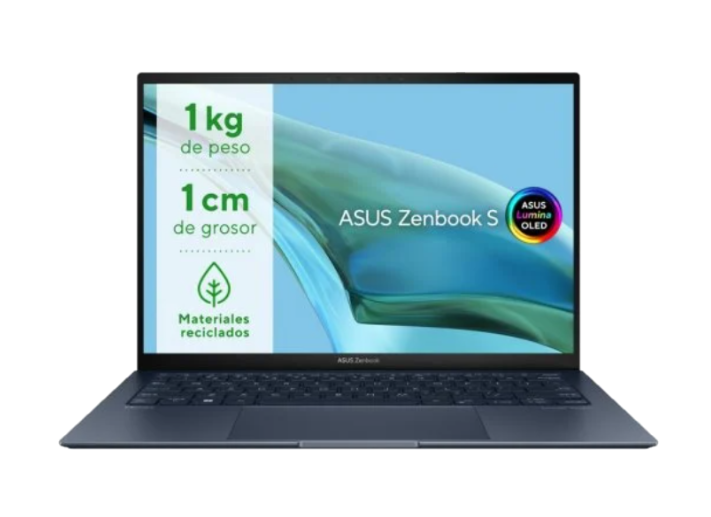 1 kg
de peso
1 cm
de grosor
Materiales
reciclados
ASUS Zenbook S
ASUS
Lumina
OLED
ASUS Zenbook